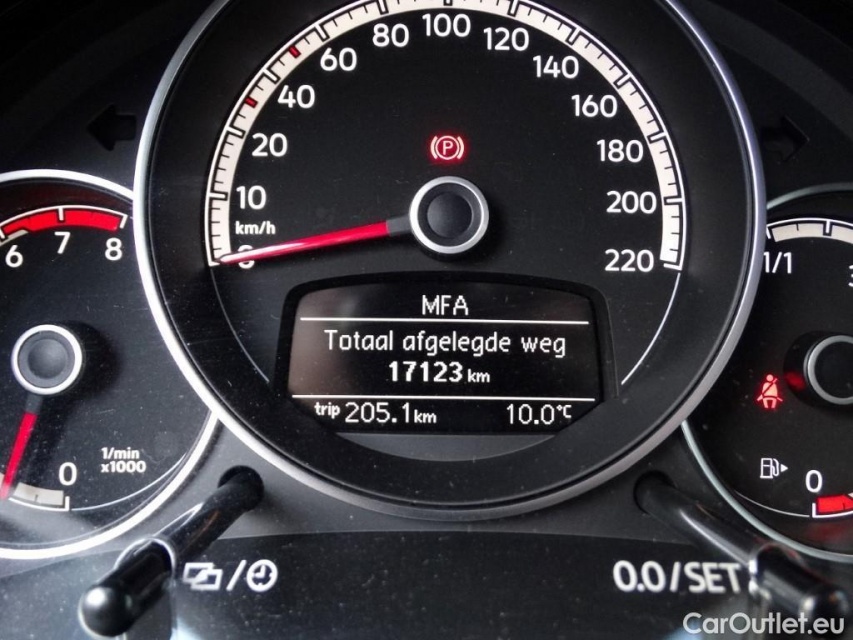 100
80
120
60
140
40
160
20
180
10
200
km/h
0
220
6
7
8
1/1
MFA
Totaal afgelegde weg
17123 km
trip 205.1 km 10.0°C
1/min
x1000
0
0
P
/
0.0/SET
CarOutlet.eu